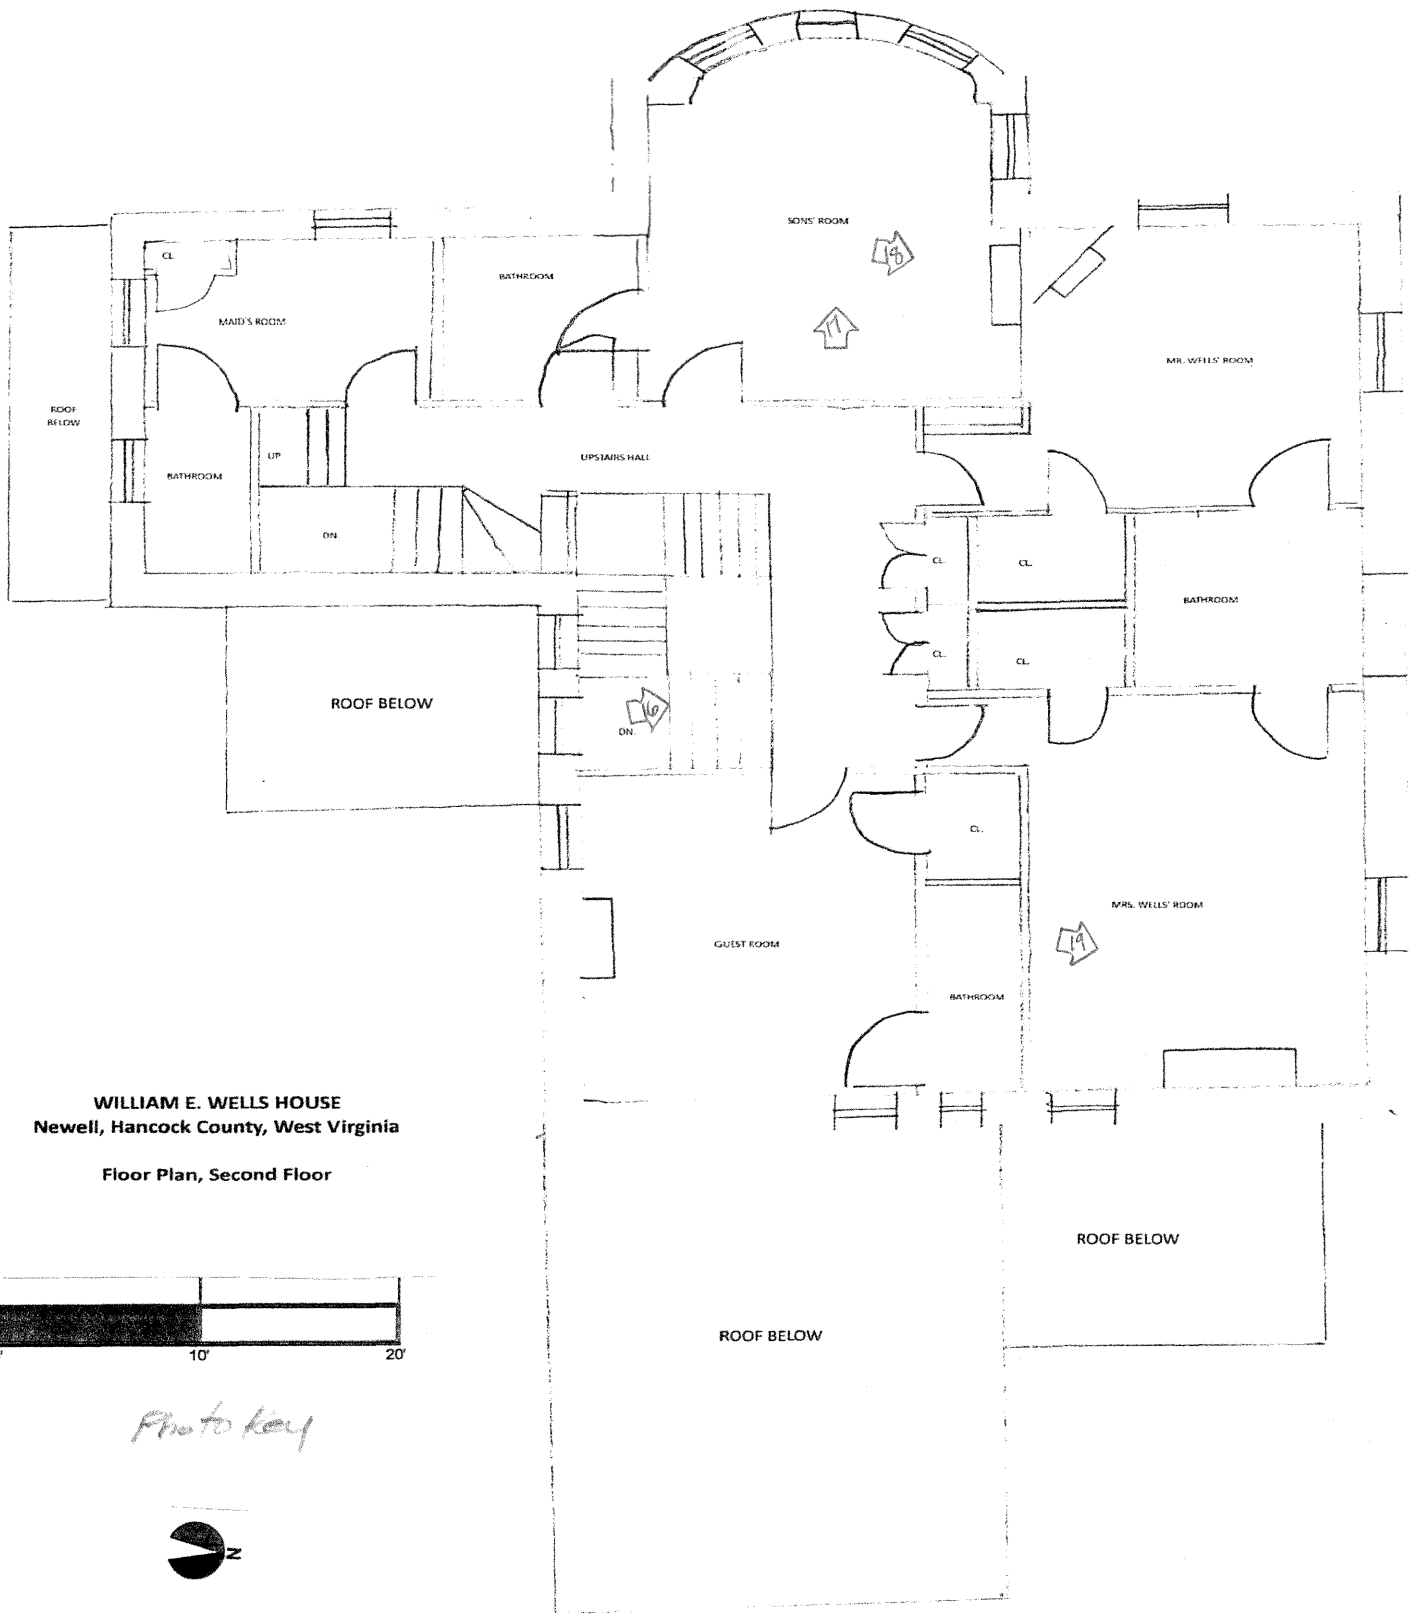 SONS' ROOM
18
CL
BATHROOM
MAID'S ROOM
17
MR. WELLS' ROOM
ROOF
BELOW
UP
UPSTAIRS HALL
BATHROOM
DN.
CL.
CL.
BATHROOM
CL.
CL.
ROOF BELOW
16
DN.
CL.
MRS. WELLS' ROOM
GUEST ROOM
19
BATHROOM
WILLIAM E. WELLS HOUSE
Newell, Hancock County, West Virginia
Floor Plan, Second Floor
ROOF BELOW
ROOF BELOW
10'
20'
Photo Key
N